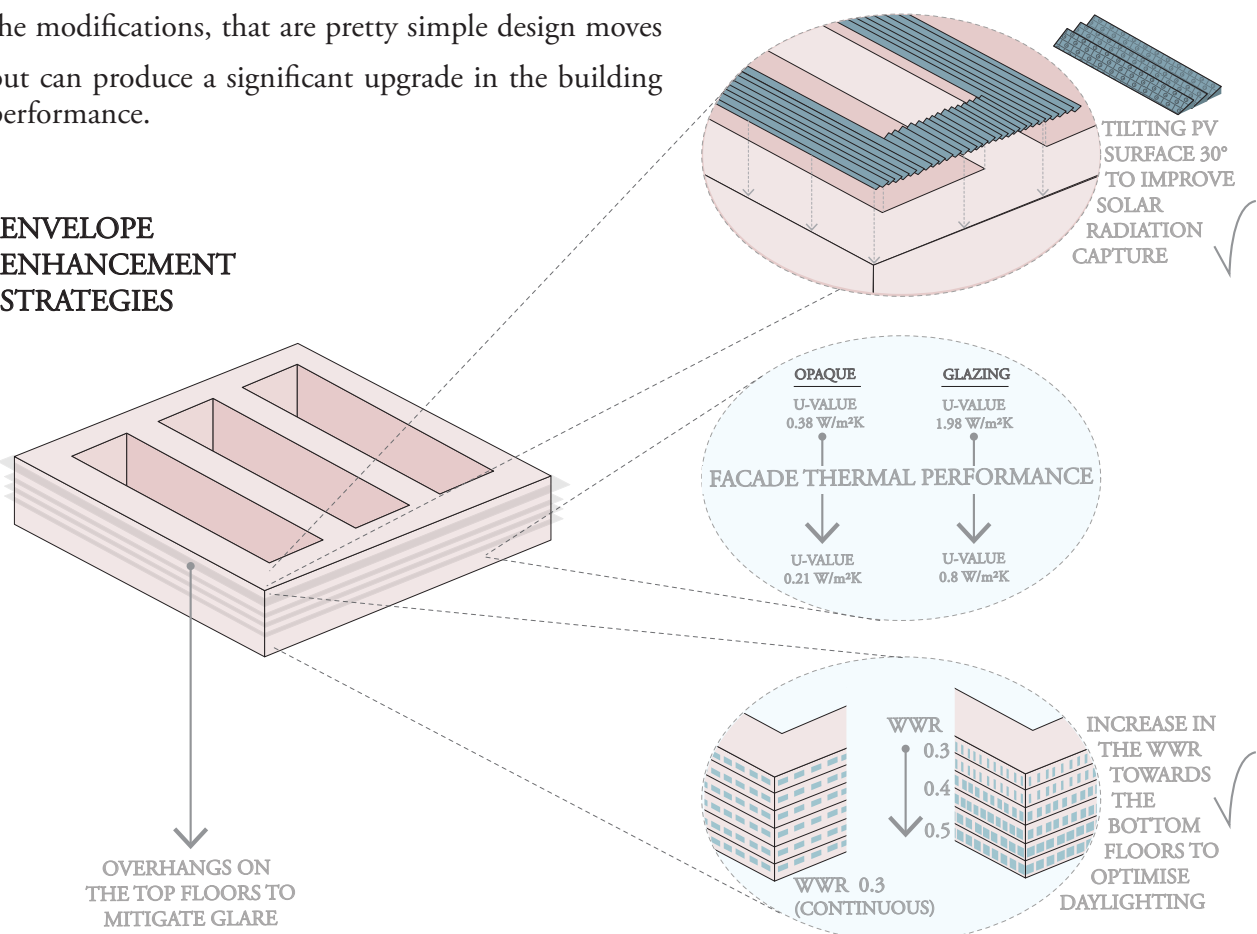 he modifications, that are pretty simple design moves
but can produce a significant upgrade in the building
performance.
ENVELOPE
ENHANCEMENT
STRATEGIES
TILTING PV
SURFACE 30°
TO IMPROVE
SOLAR
RADIATION
CAPTURE
OPAQUE
GLAZING
U-VALUE
0.38 W/m²K
U-VALUE
1.98 W/m²K
FACADE THERMAL PERFORMANCE
U-VALUE
0.21 W/m²K
U-VALUE
0.8 W/m²K
WWR
0.3
0.4
0.5
WWR 0.3
(CONTINUOUS)
INCREASE IN
THE WWR
TOWARDS
THE
BOTTOM
FLOORS TO
OPTIMISE
DAYLIGHTING
OVERHANGS ON
THE TOP FLOORS TO
MITIGATE GLARE